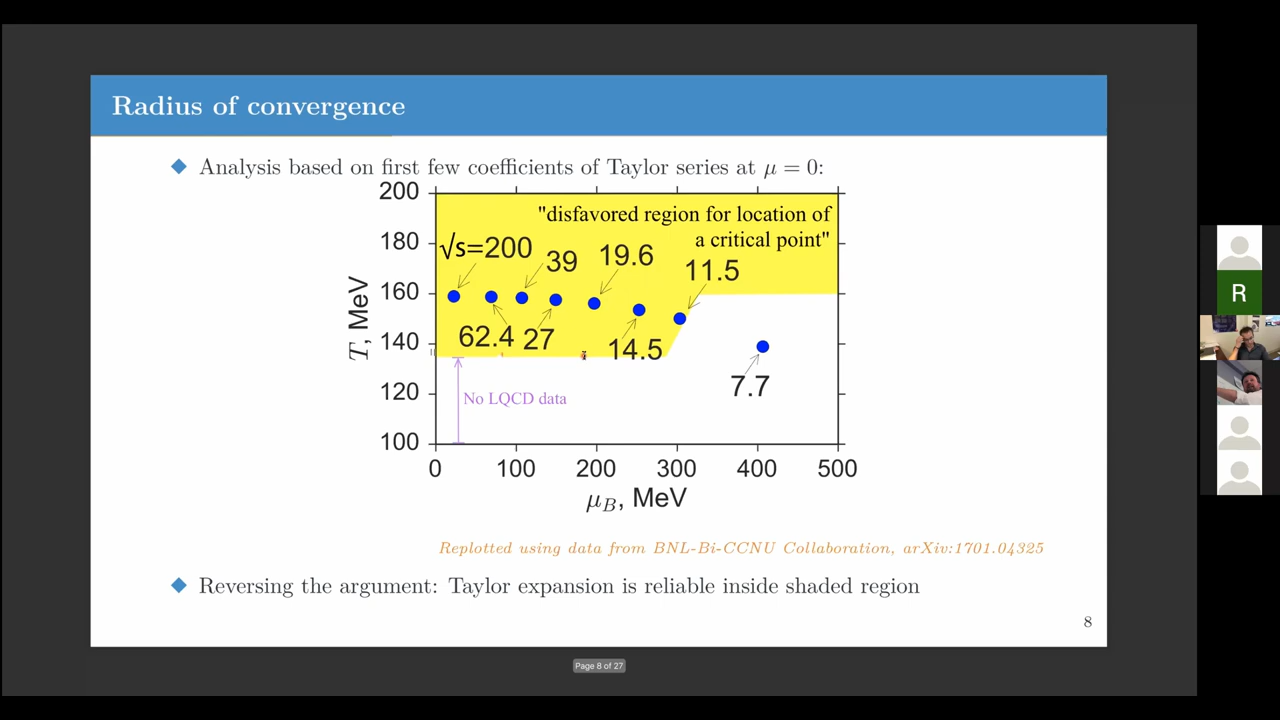 Radius of convergence
Analysis based on first few coefficients of Taylor series at μ = 0:
200
180
160
140
120
100
T, MeV
"disfavored region for location of
a critical point"
√s=200
39
19.6
11.5
62.4
27
14.5
7.7
No LQCD data
0
100
200
300
400
500
μB, MeV
Replotted using data from BNL-Bi-CCNU Collaboration, arXiv:1701.04325
Reversing the argument: Taylor expansion is reliable inside shaded region
8
Page 8 of 27
R